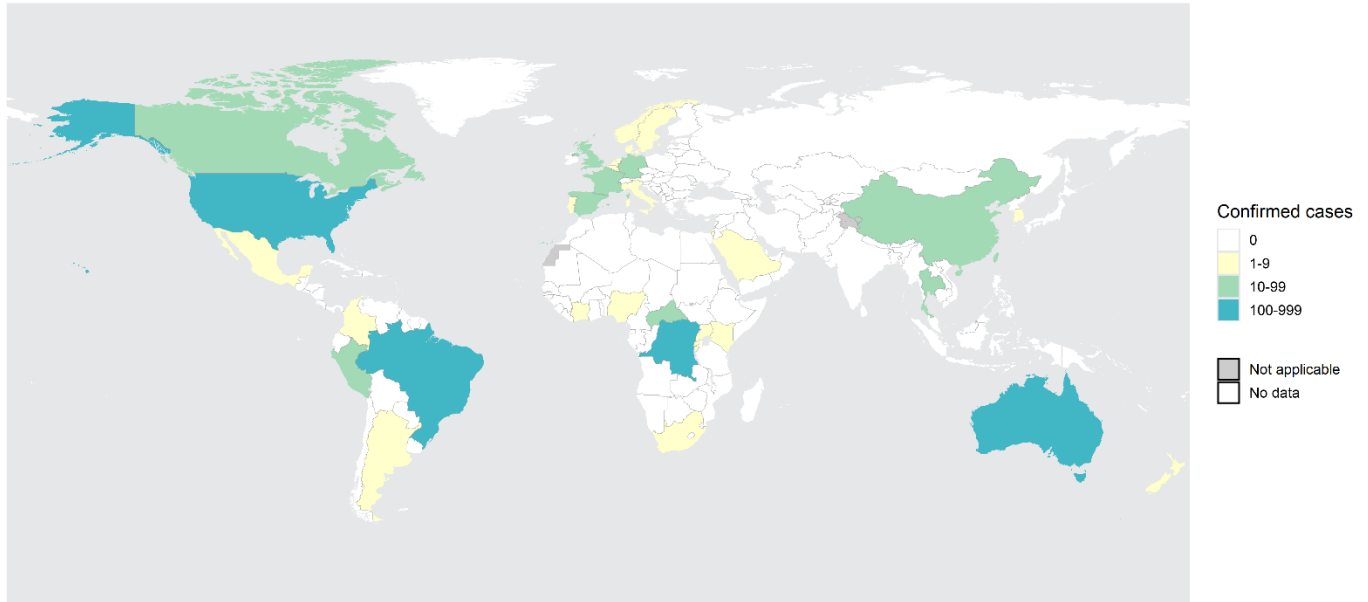 Confirmed cases
0
1-9
10-99
100-999
Not applicable
No data